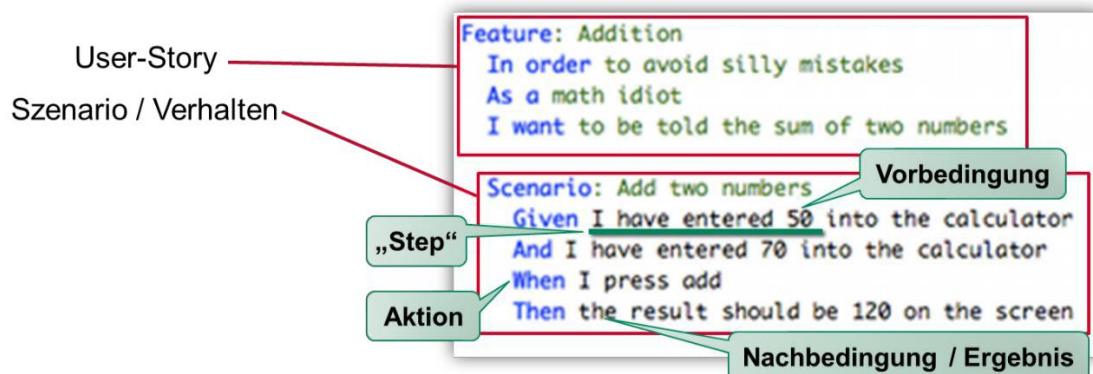 User-Story
Szenario / Verhalten
Feature: Addition
In order to avoid silly mistakes
As a math idiot
I want to be told the sum of two numbers
Vorbedingung
Scenario: Add two numbers
Given I have entered 50 into the calculator
„Step“
And I have entered 70 into the calculator
When I press add
Aktion
Then the result should be 120 on the screen
Nachbedingung / Ergebnis